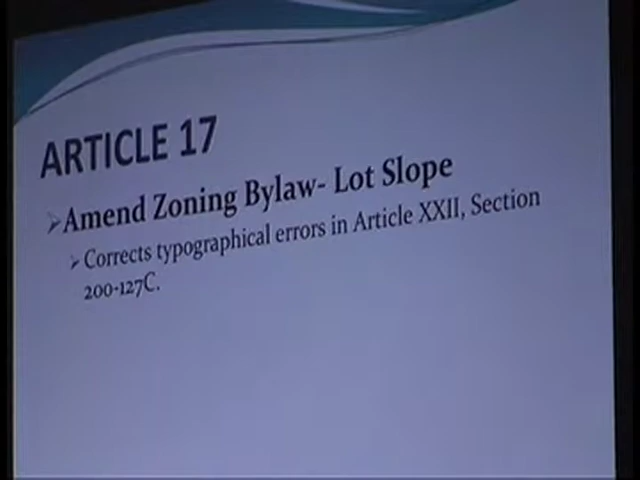 ARTICLE 17
➢Amend Zoning Bylaw- Lot Slope
➢Corrects typographical errors in Article XXII, Section
200-127C.